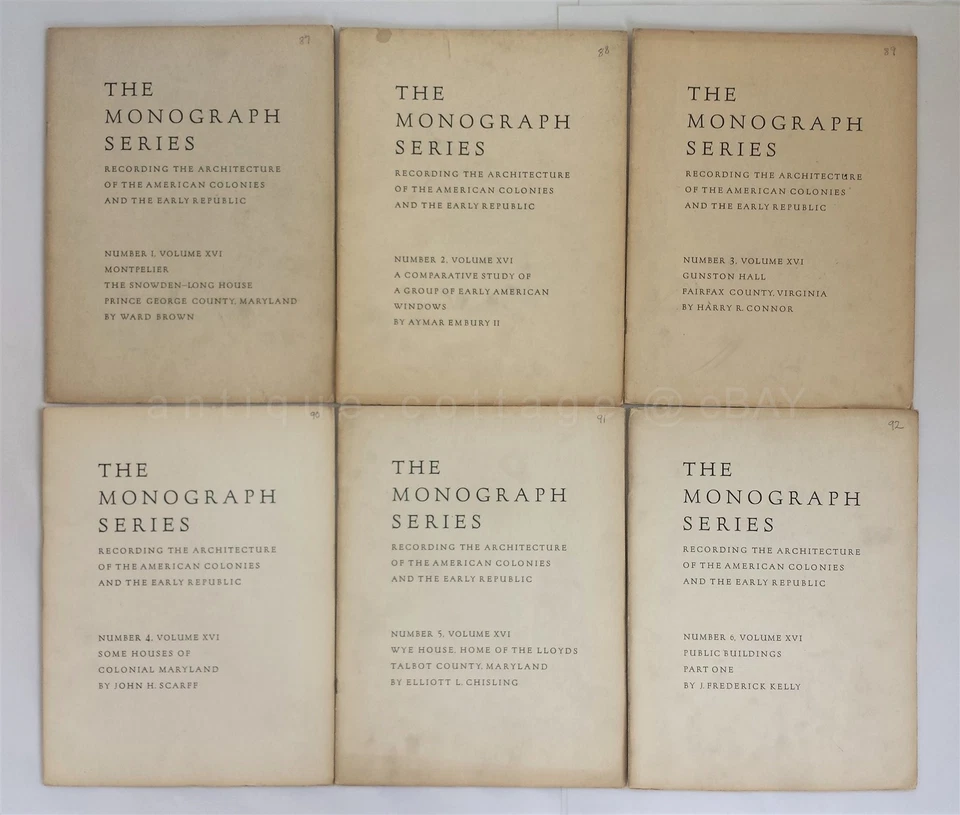 87
THE
MONOGRAPH
SERIES
RECORDING THE ARCHITECTURE
OF THE AMERICAN COLONIES
AND THE EARLY REPUBLIC
NUMBER 1, VOLUME XVI
MONTPELIER
THE SNOWDEN-LONG HOUSE
PRINCE GEORGE COUNTY, MARYLAND
BY WARD BROWN
88
THE
MONOGRAPH
SERIES
RECORDING THE ARCHITECTURE
OF THE AMERICAN COLONIES
AND THE EARLY REPUBLIC
NUMBER 2, VOLUME XVI
A COMPARATIVE STUDY OF
A GROUP OF EARLY AMERICAN
WINDOWS
BY AYMAR EMBURY II
89
THE
MONOGRAPH
SERIES
RECORDING THE ARCHITECTURE
OF THE AMERICAN COLONIES
AND THE EARLY REPUBLIC
NUMBER 3, VOLUME XVI
GUNSTON HALL
FAIRFAX COUNTY, VIRGINIA
BY HARRY R. CONNOR
antique cottage @ eBAY
90
THE
MONOGRAPH
SERIES
RECORDING THE ARCHITECTURE
OF THE AMERICAN COLONIES
AND THE EARLY REPUBLIC
NUMBER 4, VOLUME XVI
SOME HOUSES OF
COLONIAL MARYLAND
BY JOHN H. SCARFF
91
THE
MONOGRAPH
SERIES
RECORDING THE ARCHITECTURE
OF THE AMERICAN COLONIES
AND THE EARLY REPUBLIC
NUMBER 5, VOLUME XVI
WYE HOUSE, HOME OF THE LLOYDS
TALBOT COUNTY, MARYLAND
BY ELLIOTT L. CHISLING
92
THE
MONOGRAPH
SERIES
RECORDING THE ARCHITECTURE
OF THE AMERICAN COLONIES
AND THE EARLY REPUBLIC
NUMBER 6, VOLUME XVI
PUBLIC BUILDINGS
PART ONE
BY J. FREDERICK KELLY